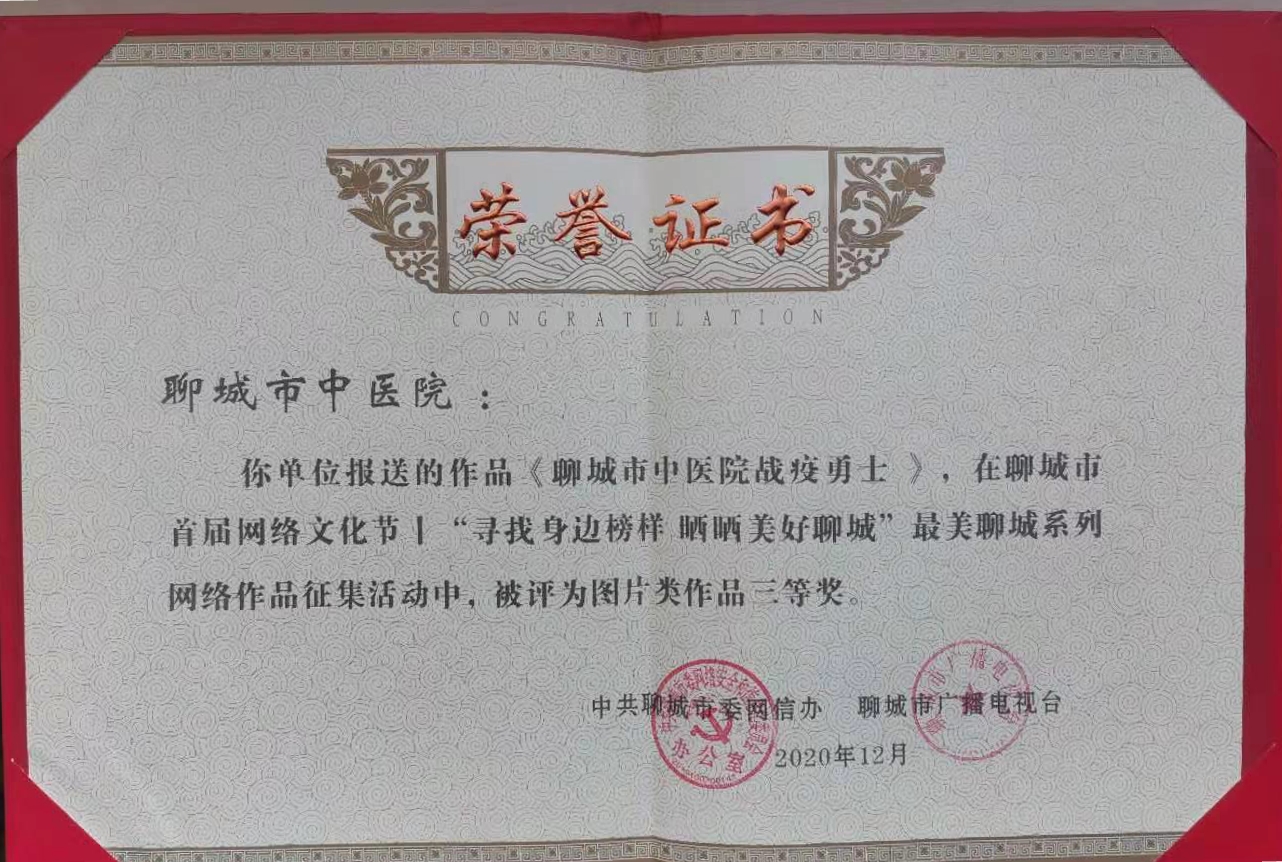 荣誉证书
CONGRATULATION
聊城市中医院：
你单位报送的作品《聊城市中医院战疫勇士 》，在聊城市
首届网络文化节丨“寻找身边榜样 晒晒美好聊城”最美聊城系列
网络作品征集活动中，被评为图片类作品三等奖。
中共聊城市委网信办 聊城市广播电视台
2020年12月
办公室